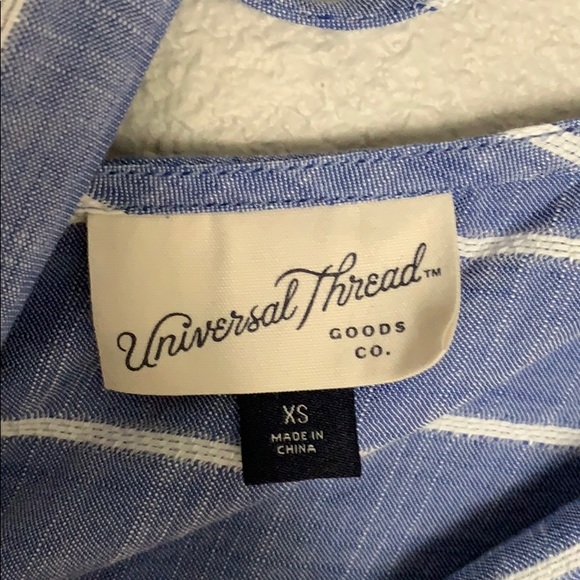 Universal Thread™
GOODS
CO.
XS
MADE IN
CHINA